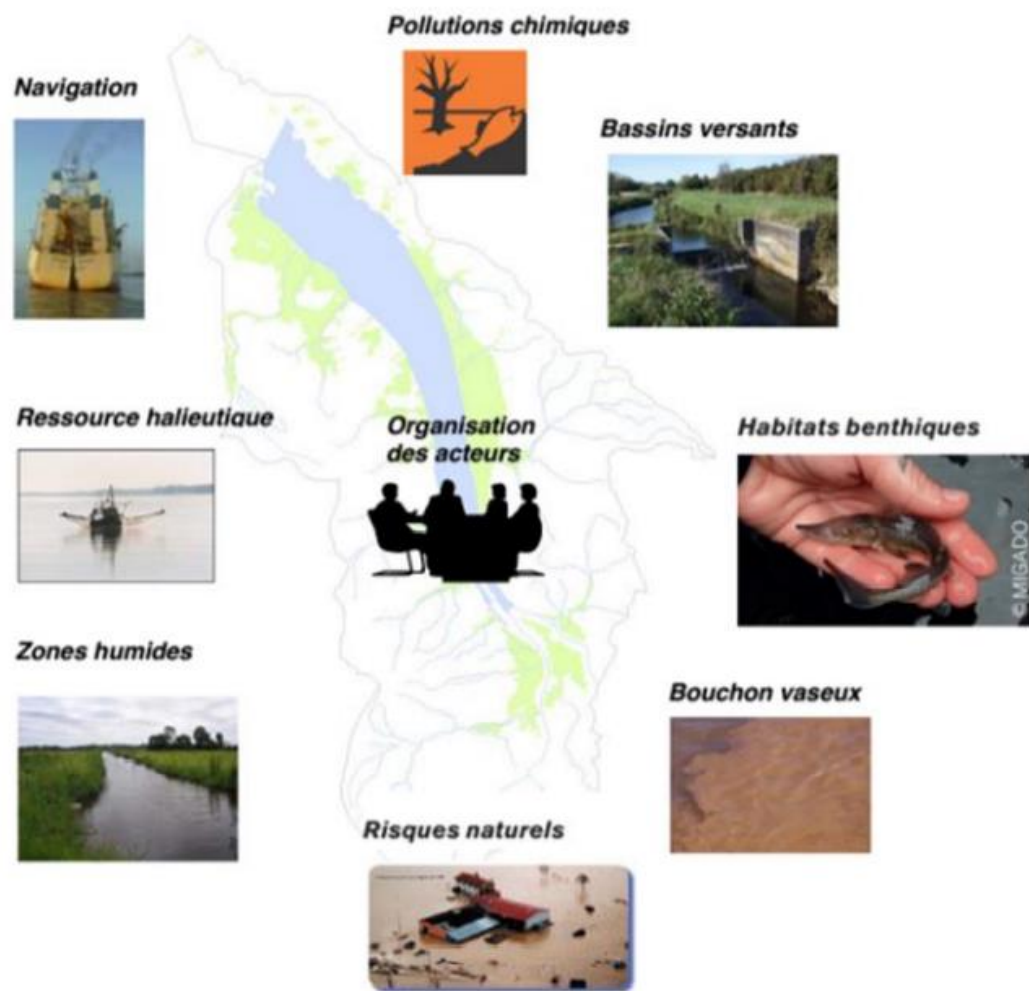 Pollutions chimiques
Navigation
Bassins versants
Ressource halieutique
Organisation
des acteurs
Habitats benthiques
© MIGADO
Zones humides
Bouchon vaseux
Risques naturels